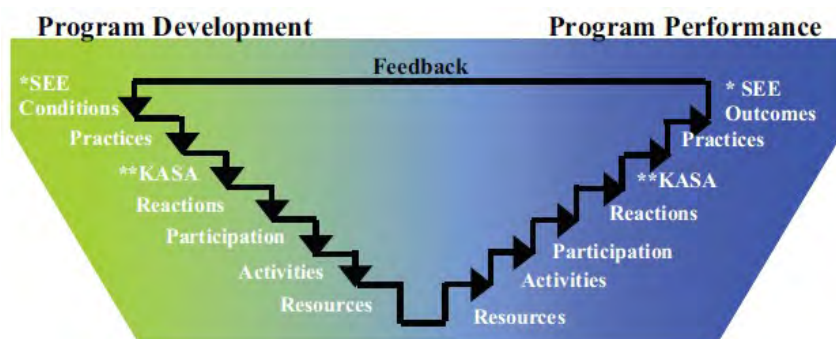 Program Development
Program Performance
Feedback
*SEE
Conditions
Practices
**KASA
Reactions
Participation
Activities
Resources
* SEE
Outcomes
Practices
**KASA
Reactions
Participation
Activities
Resources